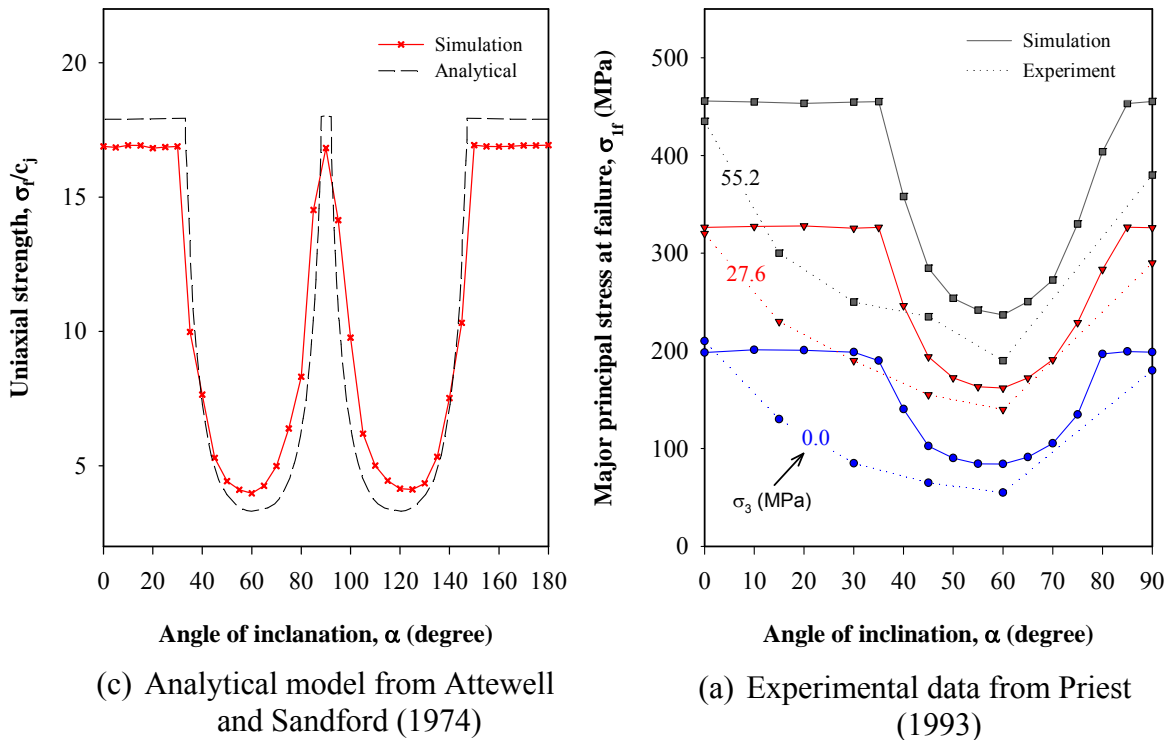 Uniaxial strength, σf/cj
20
15
10
5
Simulation
Analytical
0 20 40 60 80 100 120 140 160 180
Angle of inclanation, α (degree)
(c) Analytical model from Attewell
and Sandford (1974)
Major principal stress at failure, σ1f (MPa)
500
400
300
200
100
0
Simulation
Experiment
55.2
27.6
0.0
σ3 (MPa)
0 10 20 30 40 50 60 70 80 90
Angle of inclination, α (degree)
(a) Experimental data from Priest
(1993)